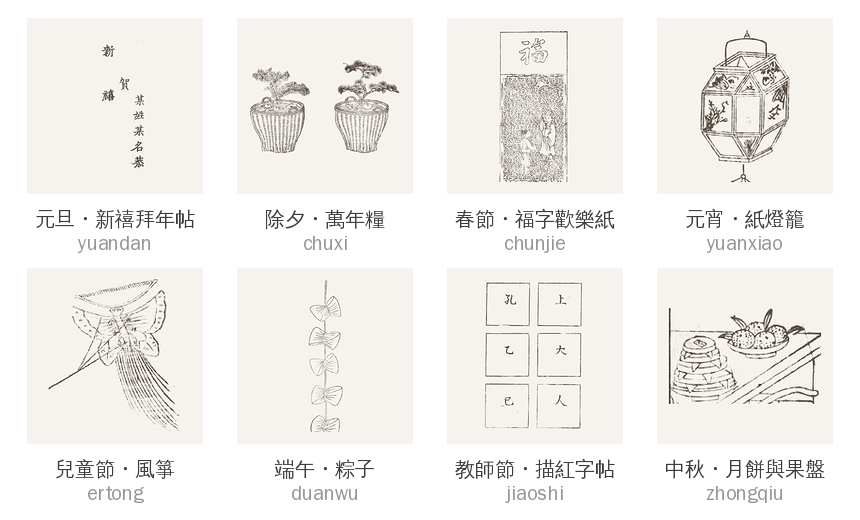 新
賀
禧
某
姓
某
名
恭
福
元旦・新禧拜年帖
yuandan
除夕・萬年糧
chuxi
春節・福字歡樂紙
chunjie
元宵・紙燈籠
yuanxiao
孔 上
乙 大
已 人
兒童節・風箏
ertong
端午・粽子
duanwu
教師節・描紅字帖
jiaoshi
中秋・月餅與果盤
zhongqiu